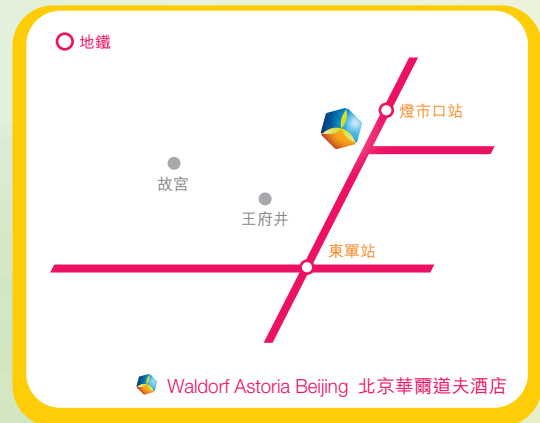 地鐵
燈市口站
故宮
王府井
東單站
Waldorf Astoria Beijing 北京華爾道夫酒店